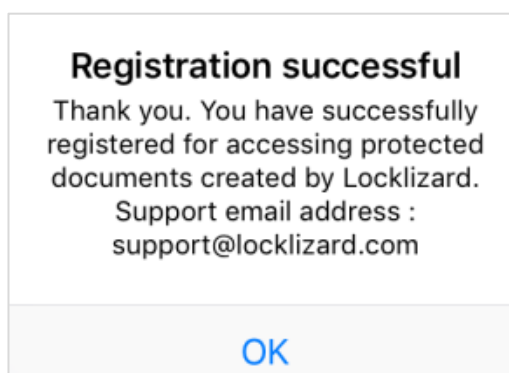 Registration successful
Thank you. You have successfully
registered for accessing protected
documents created by Locklizard.
Support email address :
support@locklizard.com
OK